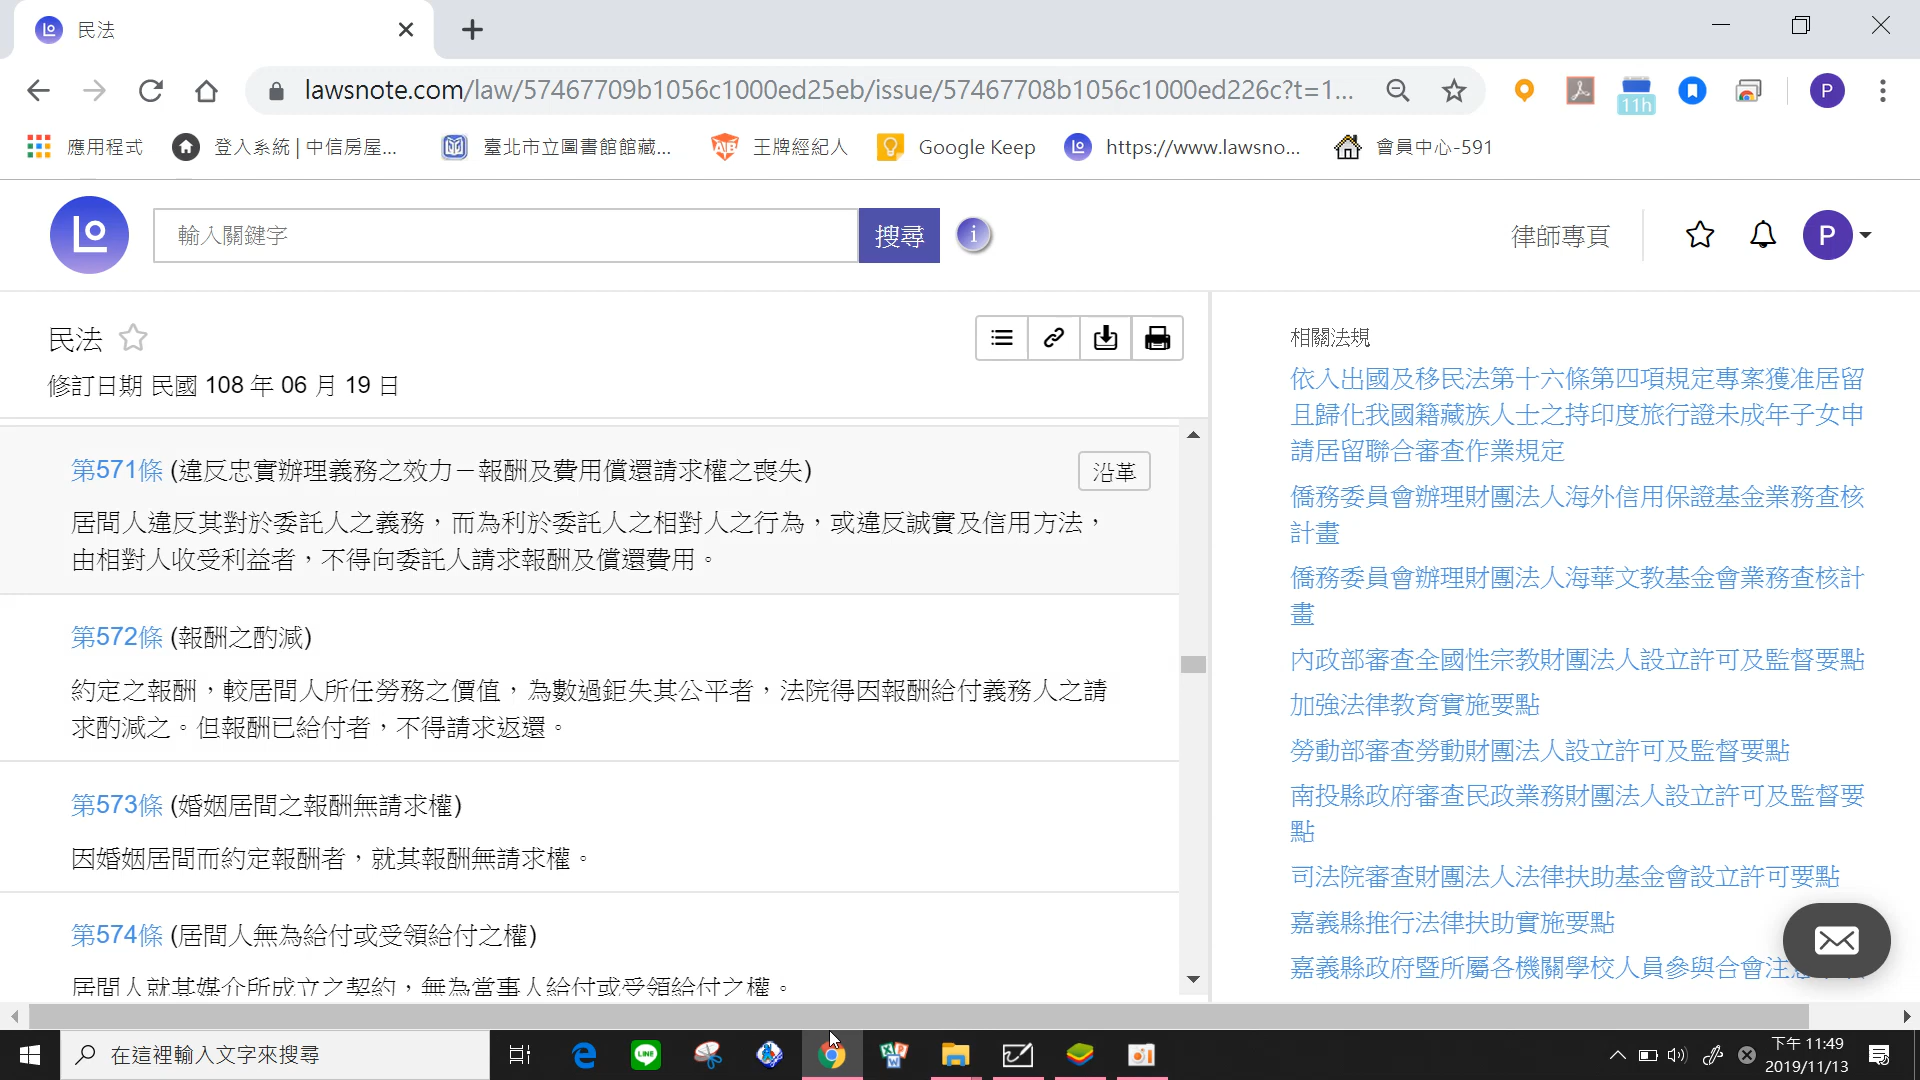 民法
lawsnote.com/law/57467709b1056c1000ed25eb/issue/57467708b1056c1000ed226c?t=1...
11h
P
應用程式
登入系統 | 中信房屋...
臺北市立圖書館館藏...
王牌經紀人
Google Keep
https://www.lawsno...
會員中心-591
輸入關鍵字
搜尋
i
律師專頁
P
民法
修訂日期 民國 108 年 06 月 19 日
第571條 (違反忠實辦理義務之效力－報酬及費用償還請求權之喪失)
沿革
居間人違反其對於委託人之義務，而為利於委託人之相對人之行為，或違反誠實及信用方法，
由相對人收受利益者，不得向委託人請求報酬及償還費用。
第572條 (報酬之酌減)
約定之報酬，較居間人所任勞務之價值，為數過鉅失其公平者，法院得因報酬給付義務人之請
求酌減之。但報酬已給付者，不得請求返還。
第573條 (婚姻居間之報酬無請求權)
因婚姻居間而約定報酬者，就其報酬無請求權。
第574條 (居間人無為給付或受領給付之權)
居間人就其媒介所成立之契約，無為當事人給付或受領給付之權。
相關法規
依入出國及移民法第十六條第四項規定專案獲准居留
且歸化我國籍藏族人士之持印度旅行證未成年子女申
請居留聯合審查作業規定
僑務委員會辦理財團法人海外信用保證基金業務查核
計畫
僑務委員會辦理財團法人海華文教基金會業務查核計
畫
內政部審查全國性宗教財團法人設立許可及監督要點
加強法律教育實施要點
勞動部審查勞動財團法人設立許可及監督要點
南投縣政府審查民政業務財團法人設立許可及監督要
點
司法院審查財團法人法律扶助基金會設立許可要點
嘉義縣推行法律扶助實施要點
嘉義縣政府暨所屬各機關學校人員參與合會注
在這裡輸入文字來搜尋
LINE
下午 11:49
2019/11/13